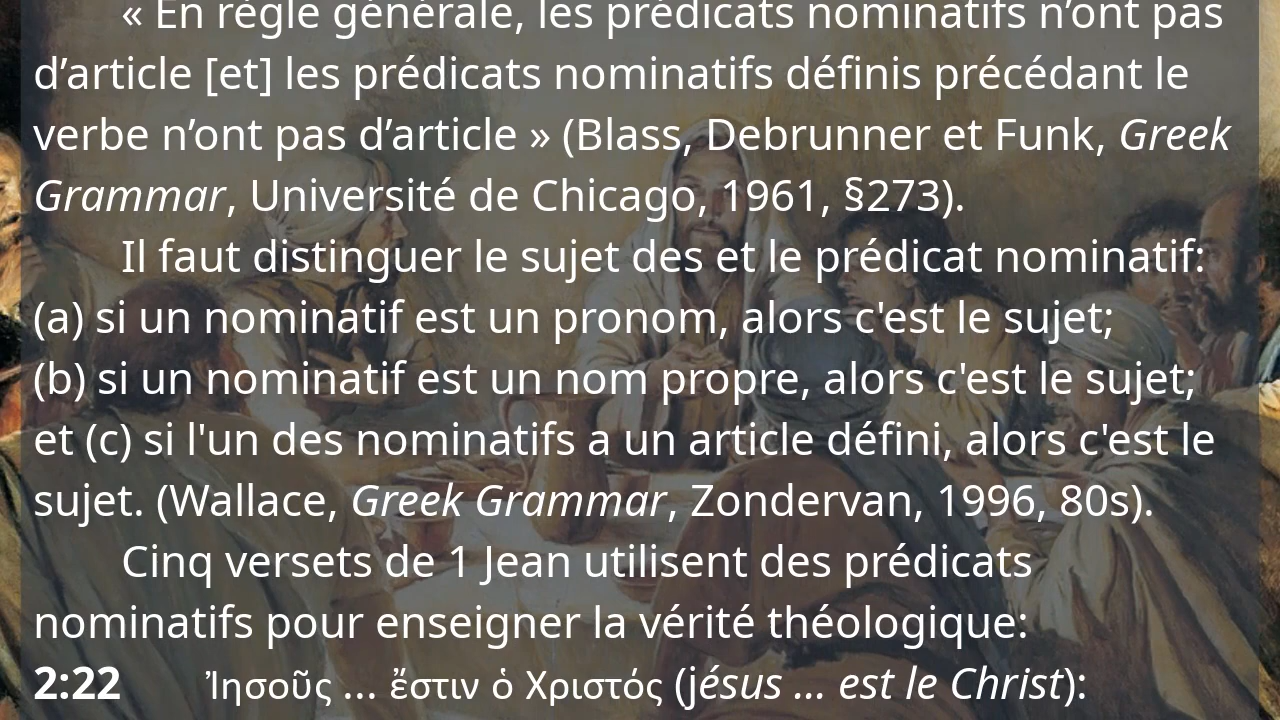 « En règle générale, les prédicats nominatifs n’ont pas
d’article [et] les prédicats nominatifs définis précédant le
verbe n’ont pas d’article » (Blass, Debrunner et Funk, Greek
Grammar, Université de Chicago, 1961, §273).
Il faut distinguer le sujet des et le prédicat nominatif:
(a) si un nominatif est un pronom, alors c'est le sujet;
(b) si un nominatif est un nom propre, alors c'est le sujet;
et (c) si l'un des nominatifs a un article défini, alors c'est le
sujet. (Wallace, Greek Grammar, Zondervan, 1996, 80s).
Cinq versets de 1 Jean utilisent des prédicats
nominatifs pour enseigner la vérité théologique:
2:22 Ἰησοῦς ... ἔστιν ὁ Χριστός (jésus ... est le Christ):